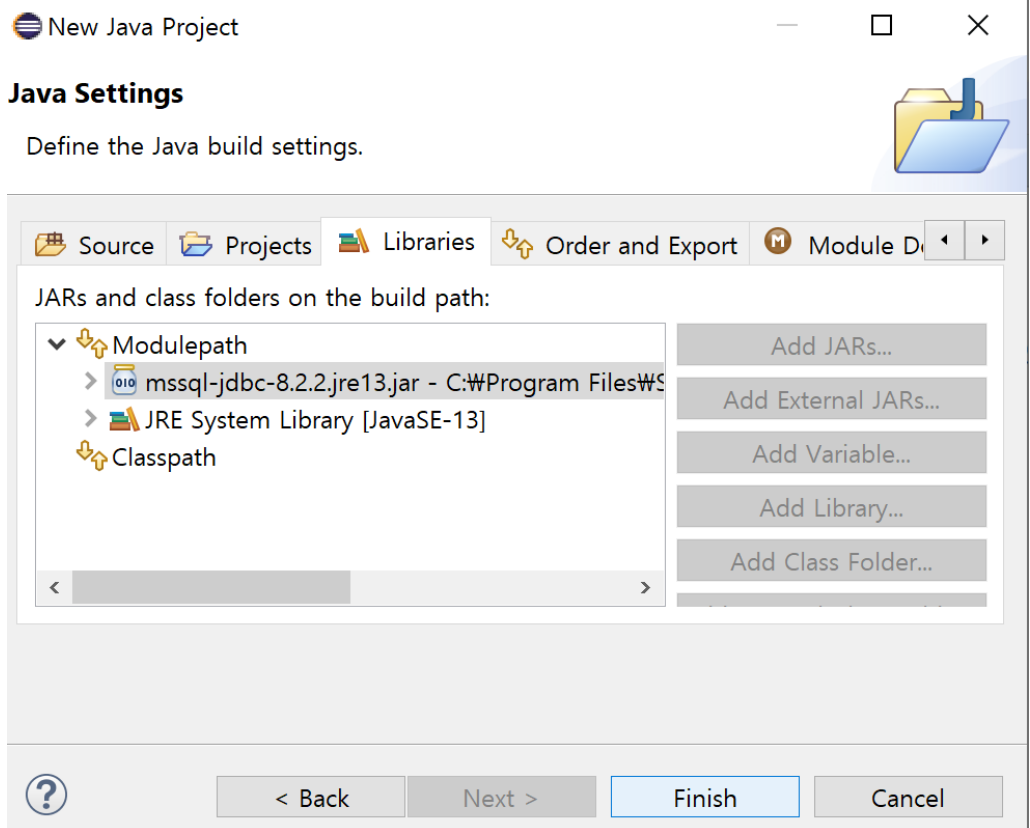 New Java Project
Java Settings
Define the Java build settings.
Source Projects Libraries Order and Export Module De
JARs and class folders on the build path:
Modulepath
mssql-jdbc-8.2.2.jre13.jar - C:₩Program Files₩S
JRE System Library [JavaSE-13]
Classpath
Add JARs...
Add External JARs...
Add Variable...
Add Library...
Add Class Folder...
< Back Next > Finish Cancel